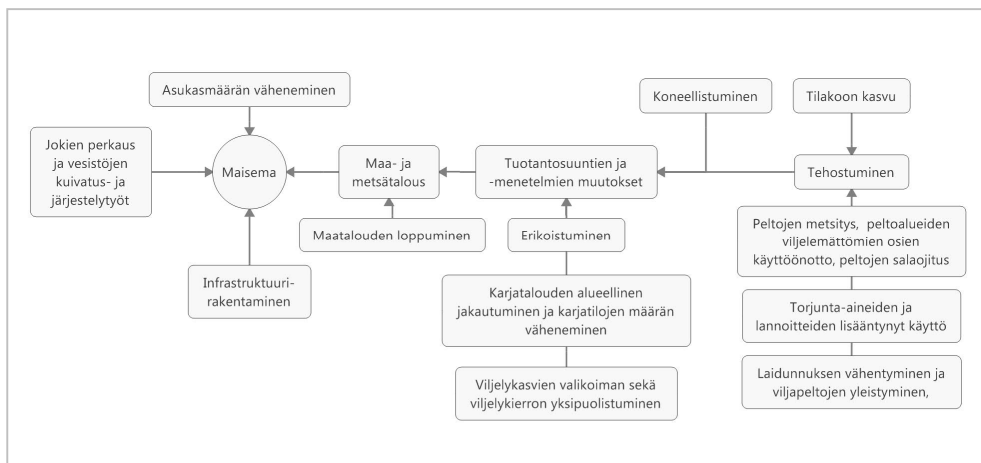 Asukasmäärän väheneminen
Koneellistuminen
Tilakoon kasvu
Jokien perkaus
ja vesistöjen
kuivatus- ja
järjestelytyöt
Maisema
Maa- ja
metsätalous
Tuotantosuuntien ja
-menetelmien muutokset
Tehostuminen
Maatalouden loppuminen
Erikoistuminen
Peltojen metsitys, peltoalueiden
viljelemättömien osien
käyttöönotto, peltojen salaojitus
Infrastruktuuri-
rakentaminen
Karjatalouden alueellinen
jakautuminen ja karjatilojen määrän
väheneminen
Torjunta-aineiden ja
lannoitteiden lisääntynyt käyttö
Viljelykasvien valikoiman sekä
viljelykierron yksipuolistuminen
Laidunnuksen vähentyminen ja
viljapeltojen yleistyminen,